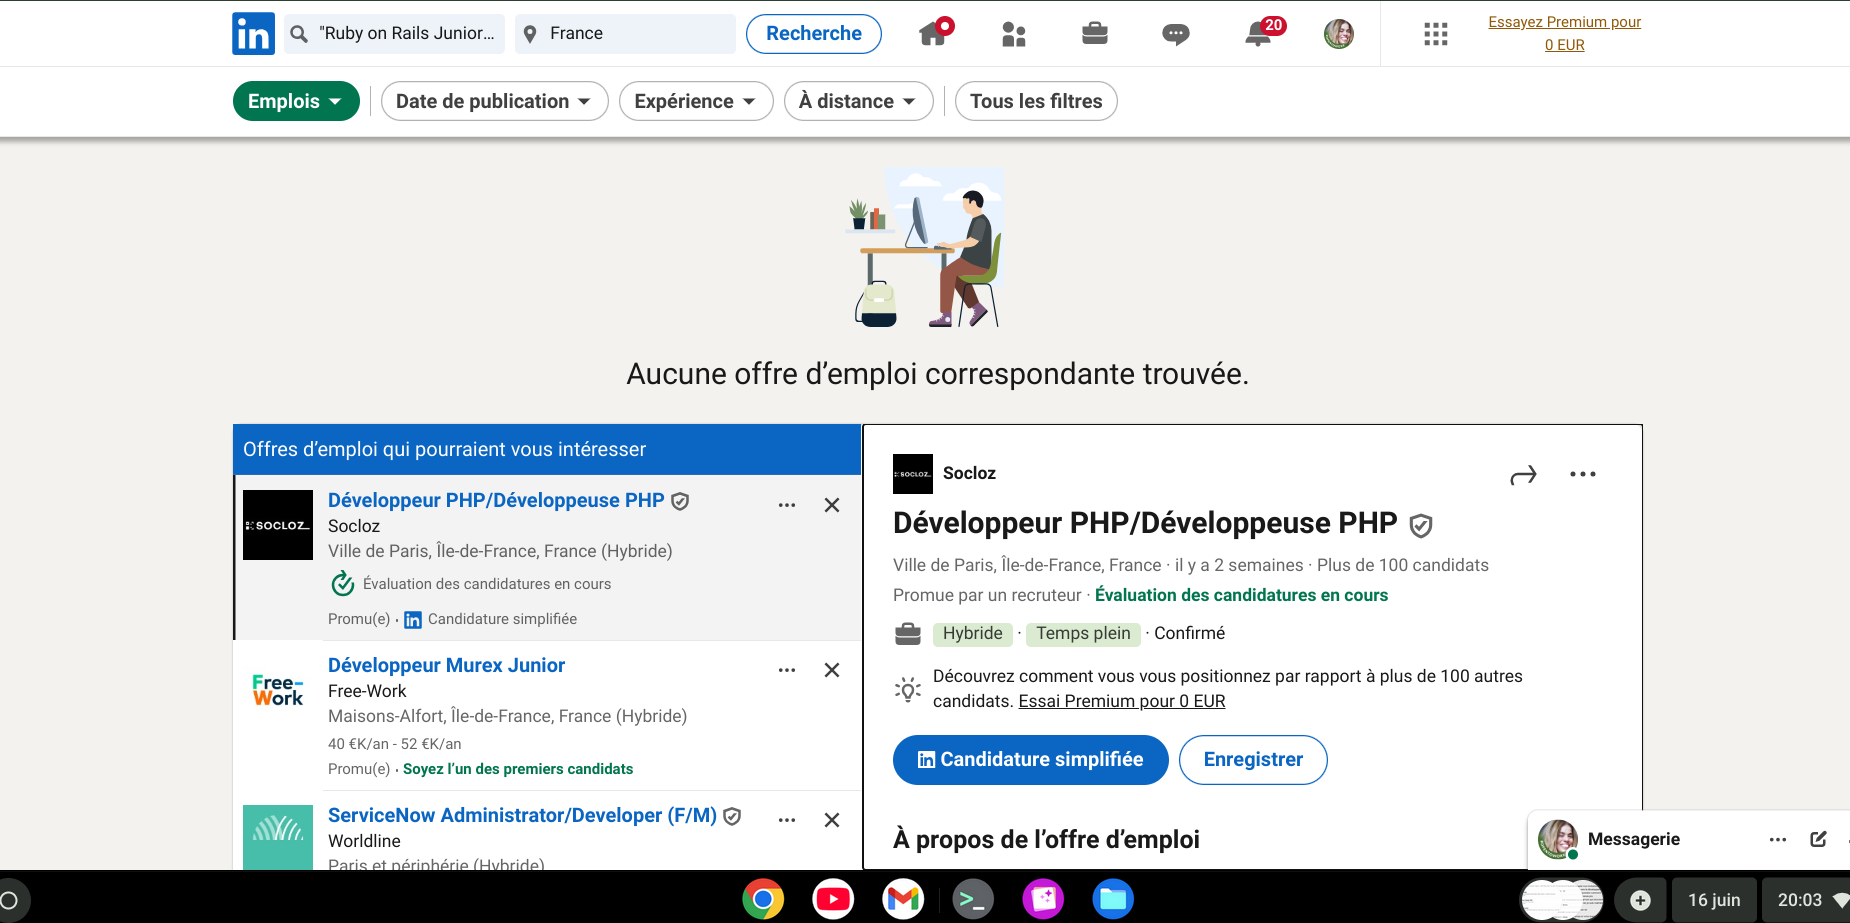 in "Ruby on Rails Junior... France Recherche 20 Essayez Premium pour
0 EUR
Emplois Date de publication Expérience À distance Tous les filtres
Aucune offre d’emploi correspondante trouvée.
Offres d’emploi qui pourraient vous intéresser
SOCLOZ
Développeur PHP/Développeuse PHP
Socloz
Ville de Paris, Île-de-France, France (Hybride)
Évaluation des candidatures en cours
Promu(e) · in Candidature simplifiée
Free-
Work
Développeur Murex Junior
Free-Work
Maisons-Alfort, Île-de-France, France (Hybride)
40 €K/an - 52 €K/an
Promu(e) · Soyez l’un des premiers candidats
ServiceNow Administrator/Developer (F/M)
Worldline
Paris et périphérie (Hybride)
SOCLOZ Socloz
Développeur PHP/Développeuse PHP
Ville de Paris, Île-de-France, France · il y a 2 semaines · Plus de 100 candidats
Promue par un recruteur · Évaluation des candidatures en cours
Hybride · Temps plein · Confirmé
Découvrez comment vous vous positionnez par rapport à plus de 100 autres
candidats. Essai Premium pour 0 EUR
in Candidature simplifiée Enregistrer
À propos de l’offre d’emploi
Messagerie
16 juin 20:03